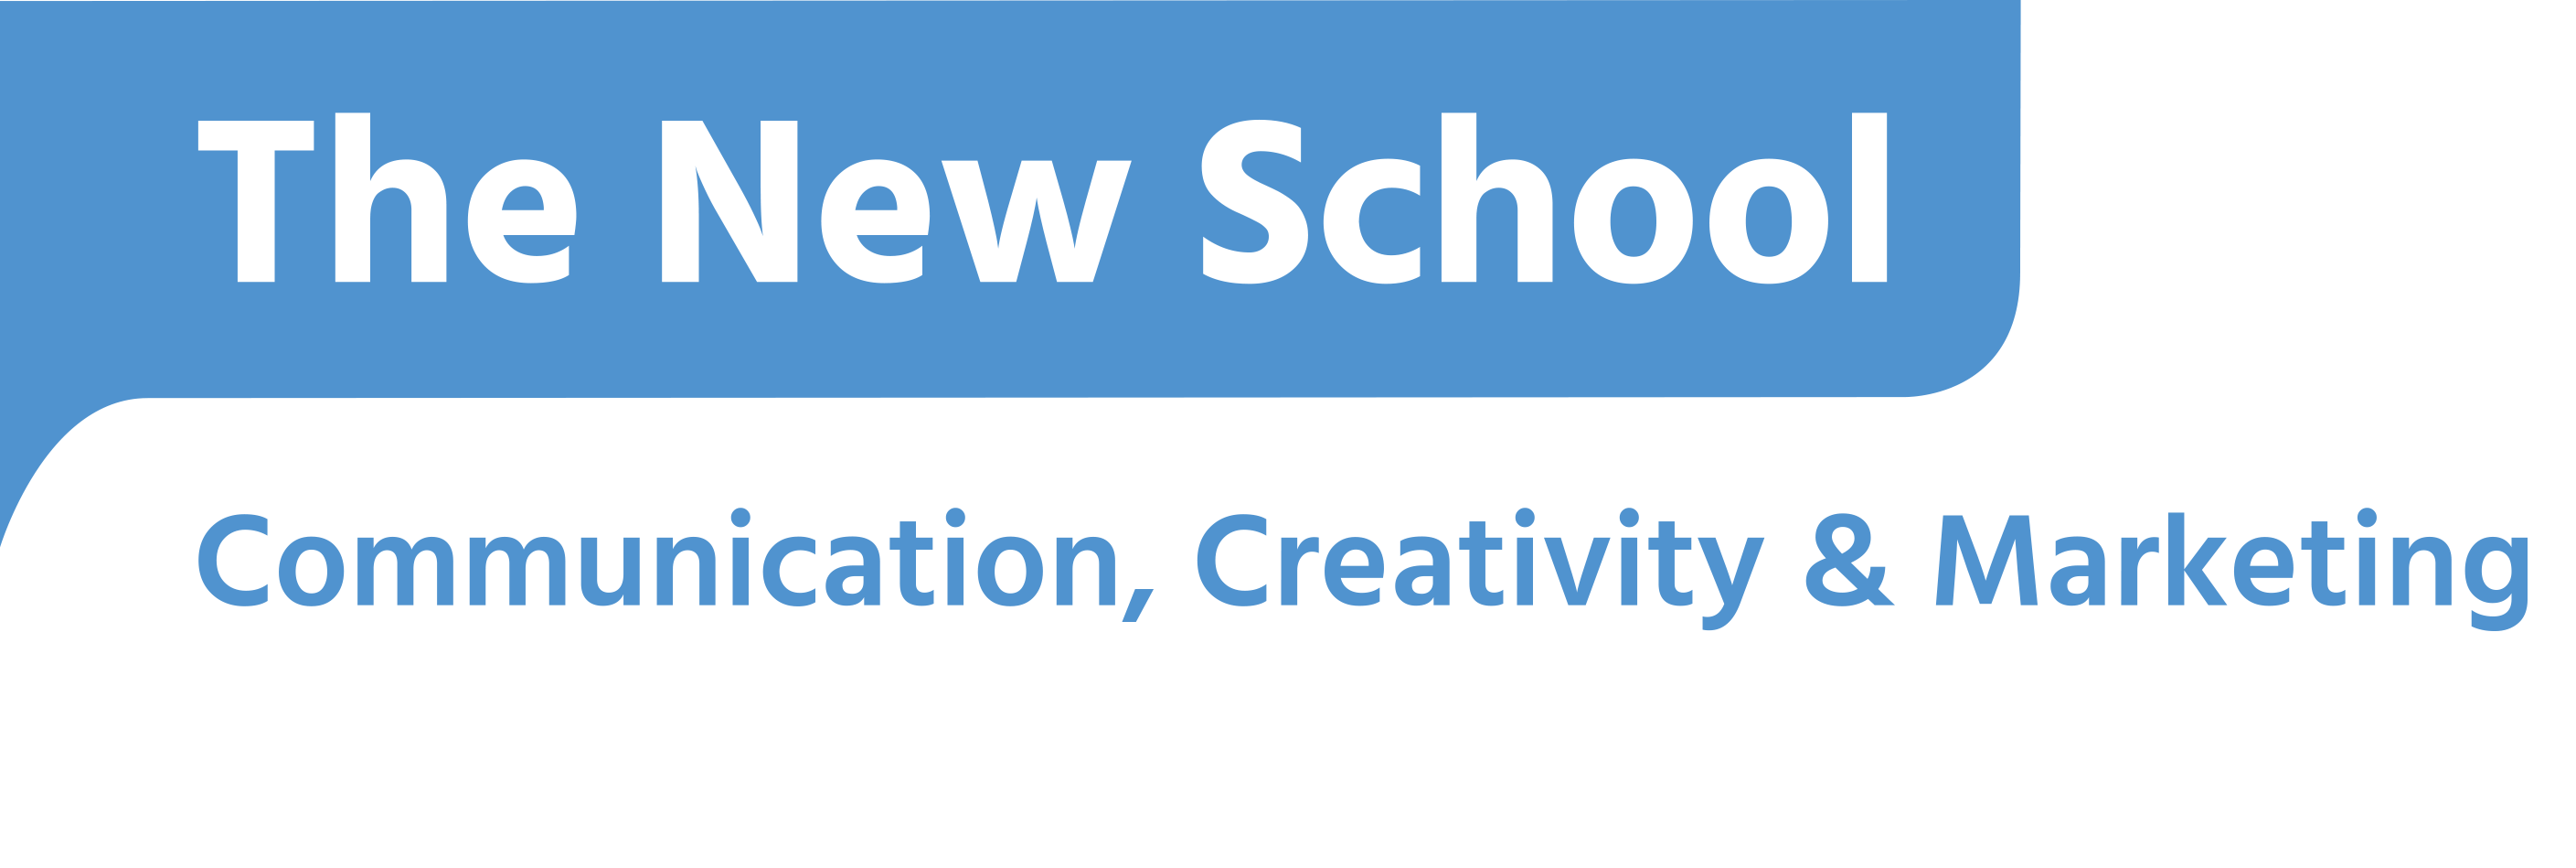 The New School
Communication, Creativity & Marketing